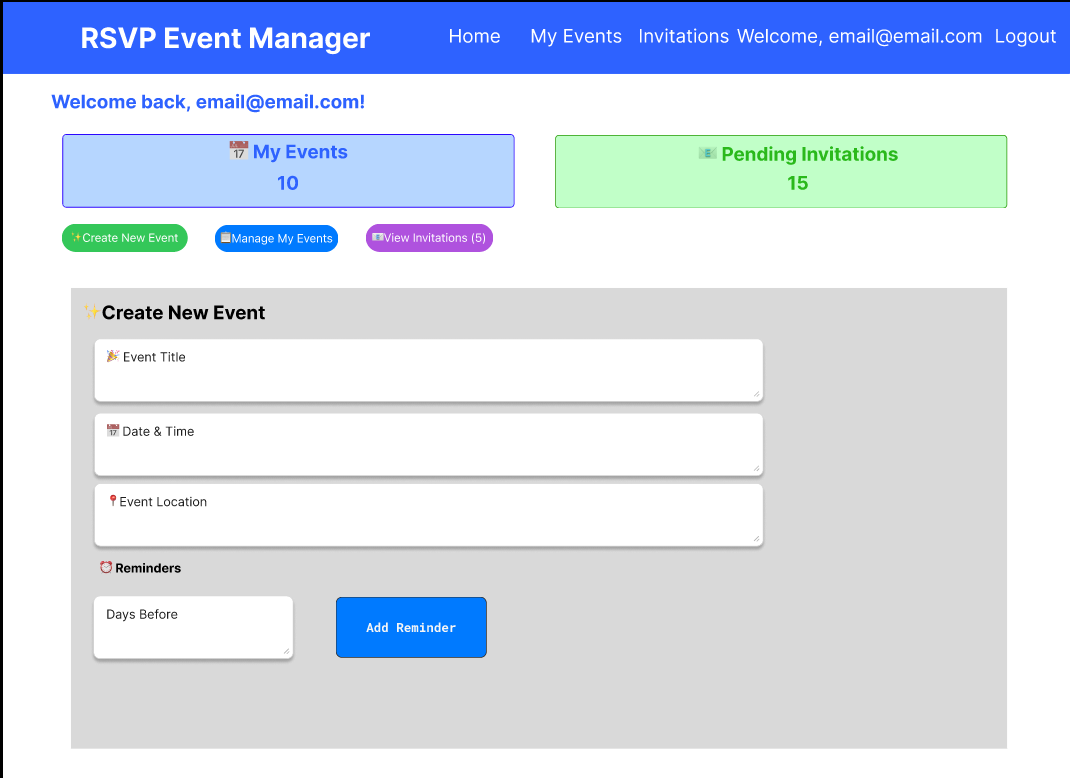 RSVP Event Manager Home My Events Invitations Welcome, email@email.com Logout
Welcome back, email@email.com!
📅 My Events
10
💵 Pending Invitations
15
✨Create New Event
📋Manage My Events
💵View Invitations (5)
✨Create New Event
🎉 Event Title
📅 Date & Time
📍Event Location
⏰ Reminders
Days Before
Add Reminder